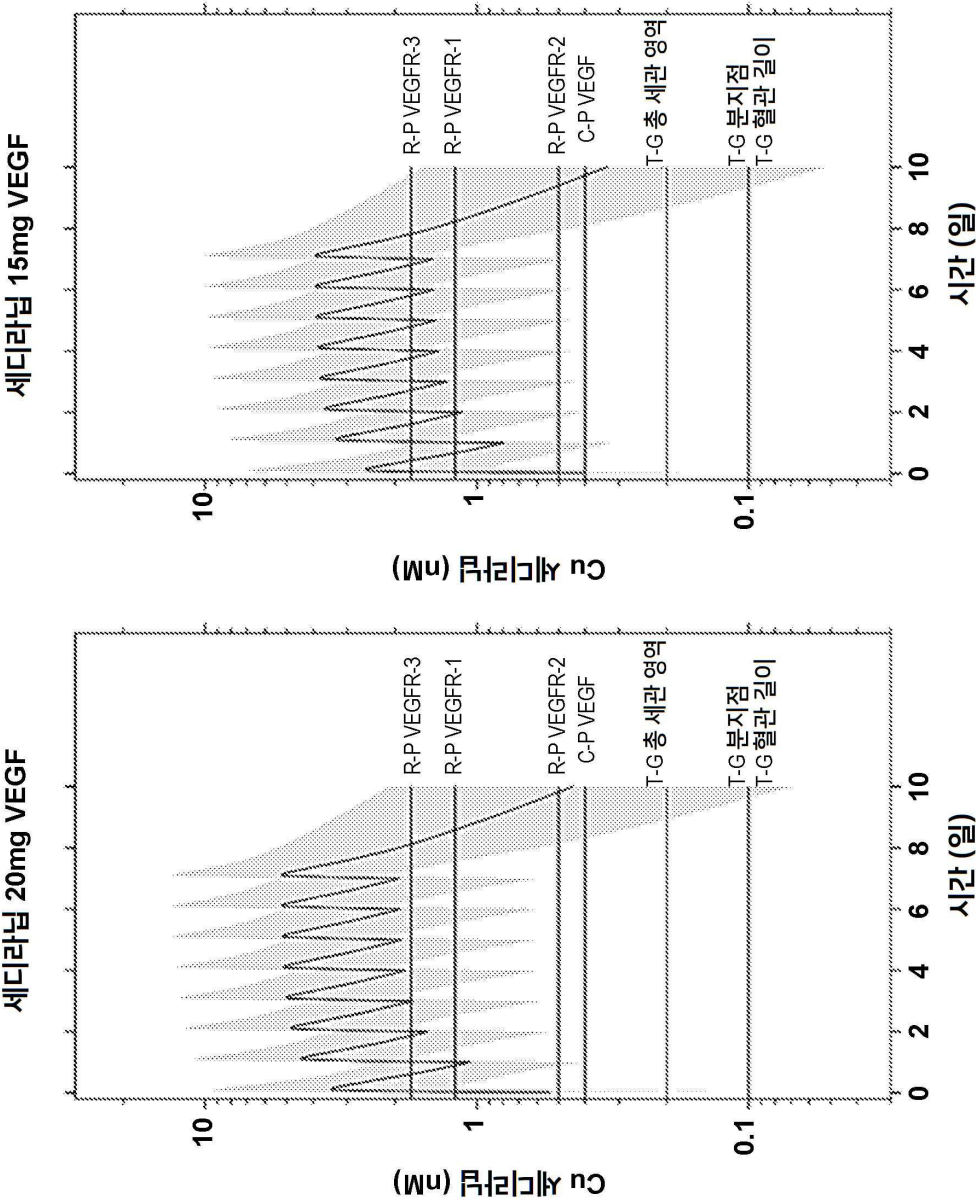 세디라닙 20mg VEGF
Cu 세디라닙 (nM)
10
1
0.1
R-P VEGFR-3
R-P VEGFR-1
R-P VEGFR-2
C-P VEGF
T-G 총 세관 영역
T-G 분지점
T-G 혈관 길이
0 2 4 6 8 10
시간 (일)
세디라닙 15mg VEGF
Cu 세디라닙 (nM)
10
1
0.1
R-P VEGFR-3
R-P VEGFR-1
R-P VEGFR-2
C-P VEGF
T-G 총 세관 영역
T-G 분지점
T-G 혈관 길이
0 2 4 6 8 10
시간 (일)